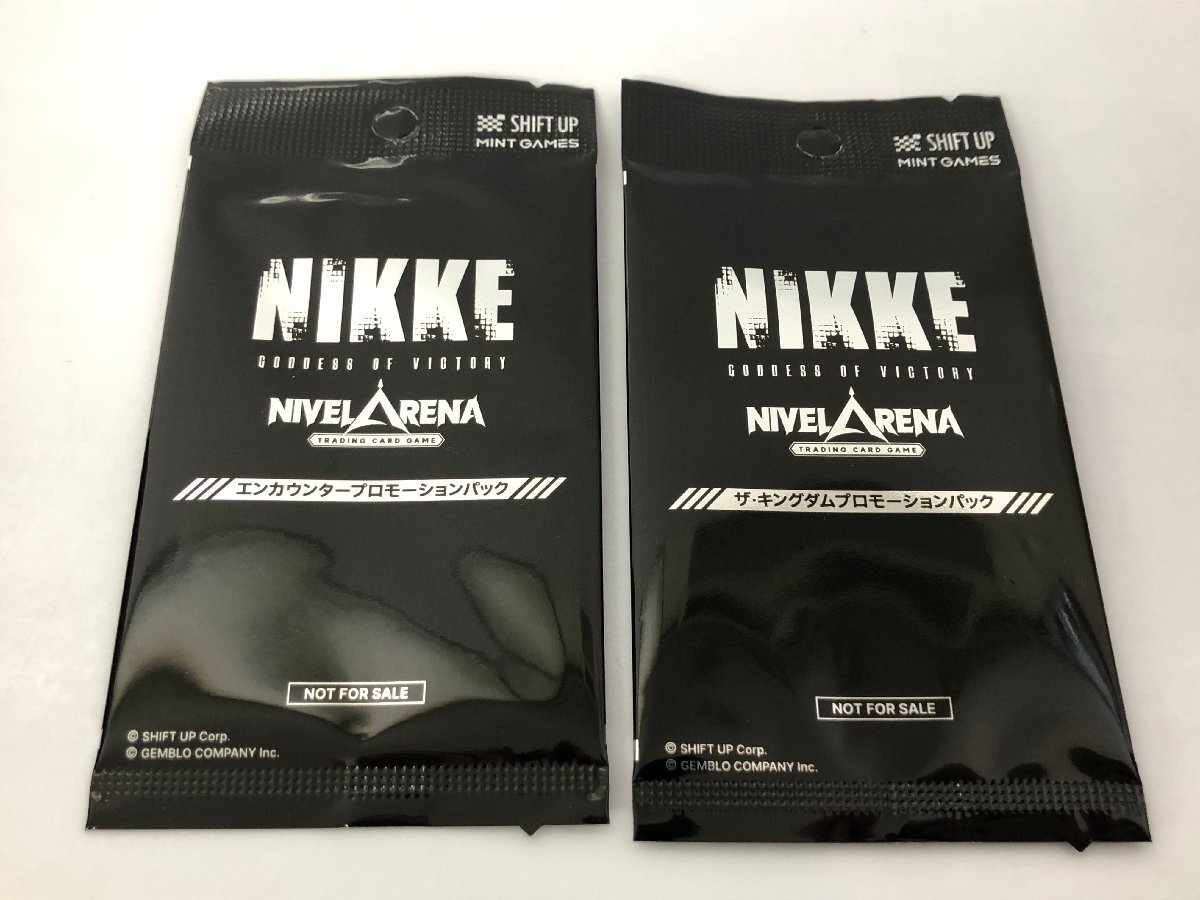 SHIFT UP
MINT GAMES
NIKKE
GODDESS OF VICTORY
NIVEL ARENA
TRADING CARD GAME
エンカウンタープロモーションパック
NOT FOR SALE
© SHIFT UP Corp.
© GEMBLO COMPANY Inc.
SHIFT UP
MINT GAMES
NIKKE
GODDESS OF VICTORY
NIVEL ARENA
TRADING CARD GAME
ザ・キングダムプロモーションパック
NOT FOR SALE
© SHIFT UP Corp.
© GEMBLO COMPANY Inc.